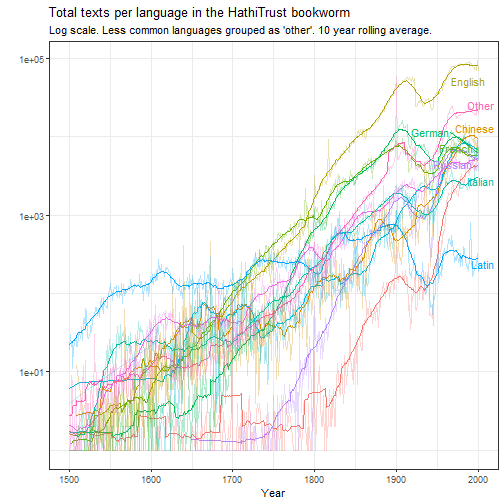 Total texts per language in the HathiTrust bookworm
Log scale. Less common languages grouped as 'other'. 10 year rolling average.
1e+05
English
Other
Chinese
German
French
Russian
Italian
1e+03
Latin
1e+01
1500 1600 1700 1800 1900 2000
Year